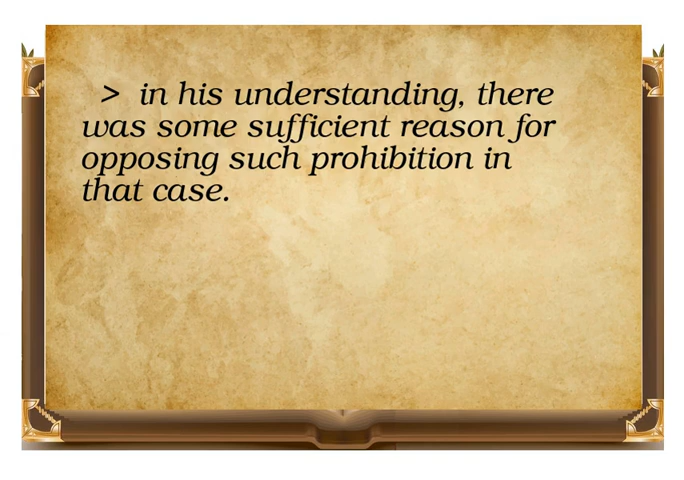 > in his understanding, there
was some sufficient reason for
opposing such prohibition in
that case.